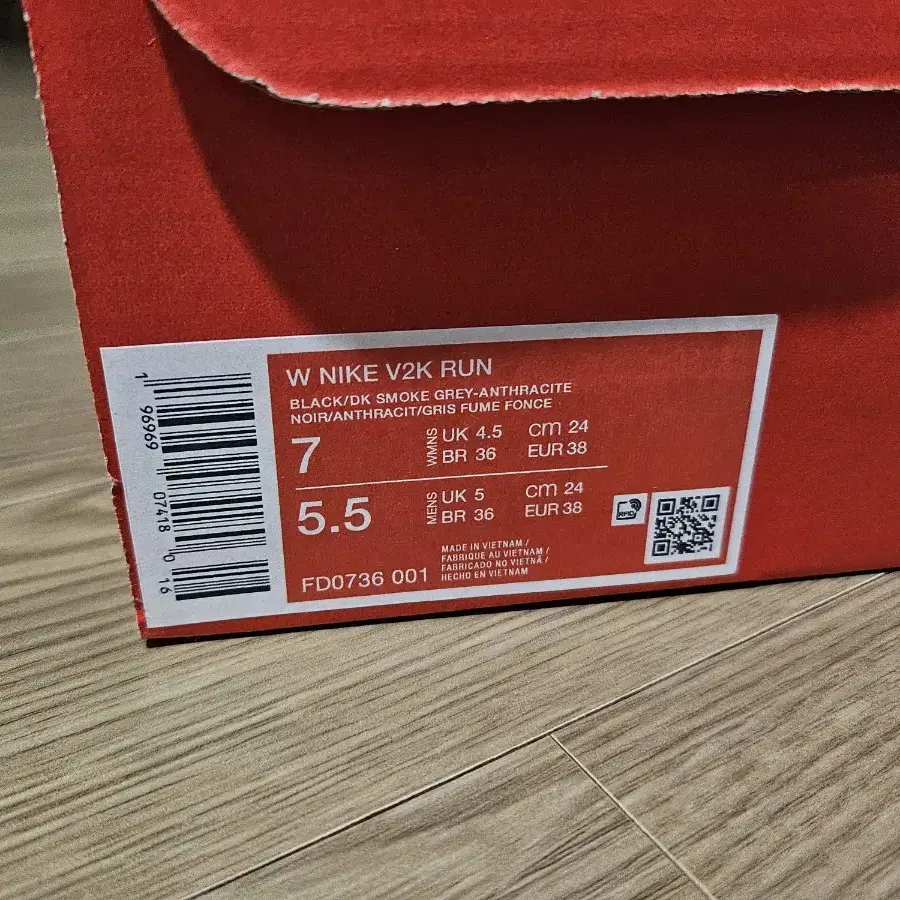 W NIKE V2K RUN
BLACK/DK SMOKE GREY-ANTHRACITE
NOIR/ANTHRACIT/GRIS FUME FONCE
7
WMNS
UK 4.5 cm 24
BR 36 EUR 38
5.5
MENS
UK 5 cm 24
BR 36 EUR 38
FD0736 001
MADE IN VIETNAM /
FABRIQUE AU VIETNAM /
FABRICADO NO VIETNÃ /
HECHO EN VIETNAM
RFID
1 96969 07418 0 16